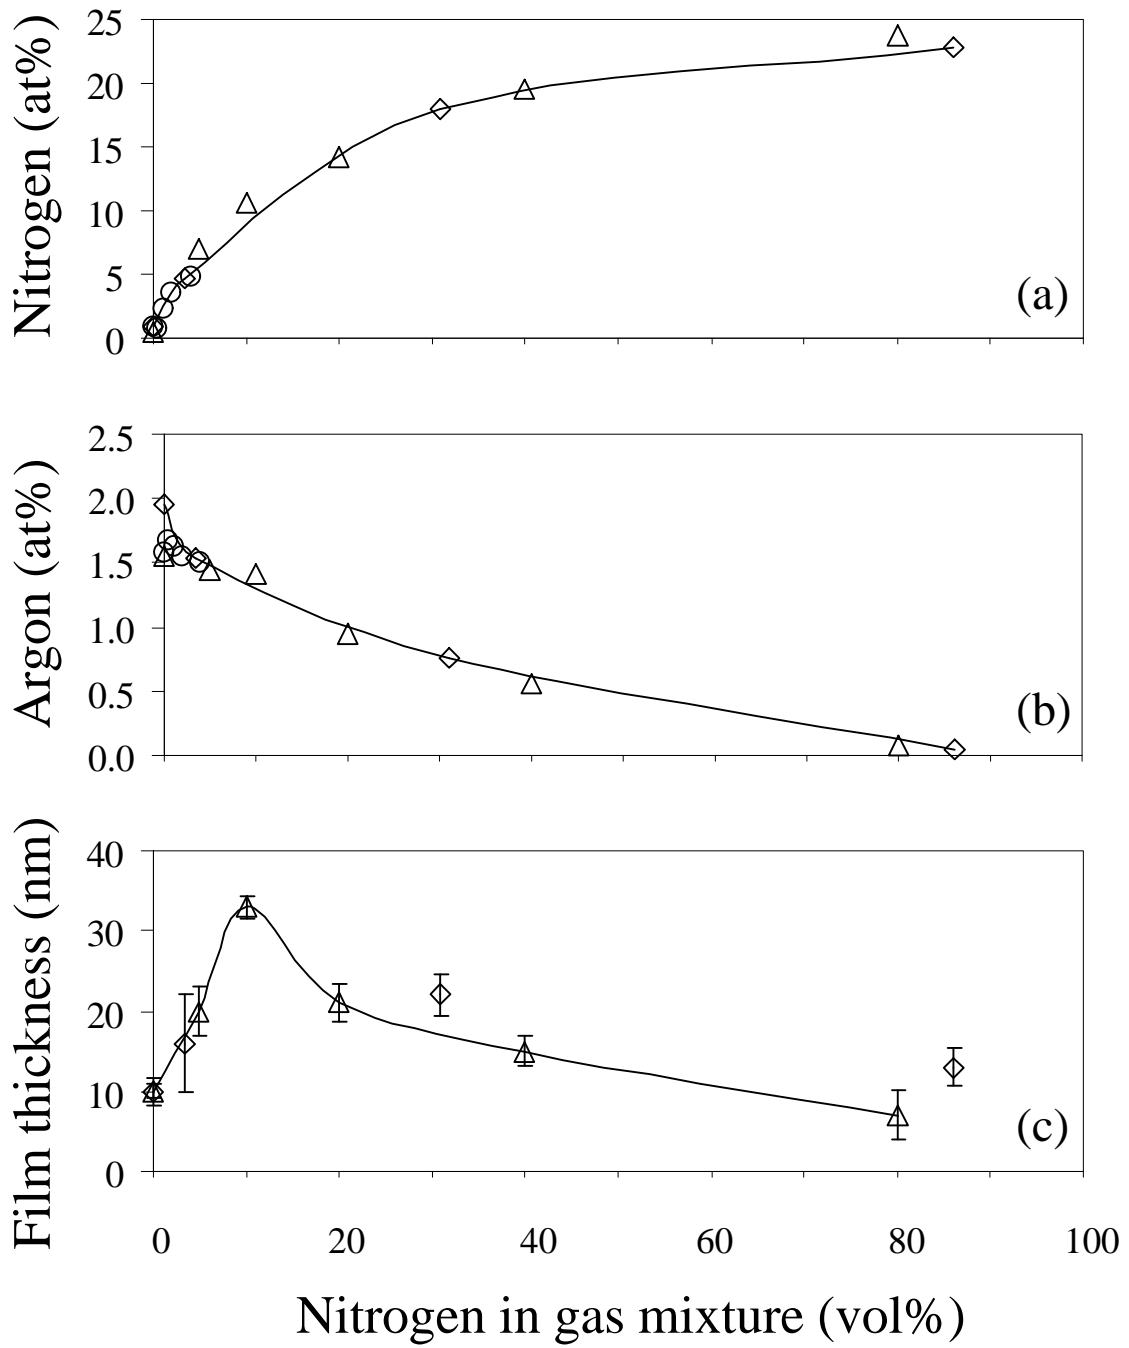 Nitrogen (at%)
25
20
15
10
5
0
(a)
Argon (at%)
2.5
2.0
1.5
1.0
0.5
0.0
(b)
Film thickness (nm)
40
30
20
10
0
(c)
0 20 40 60 80 100
Nitrogen in gas mixture (vol%)